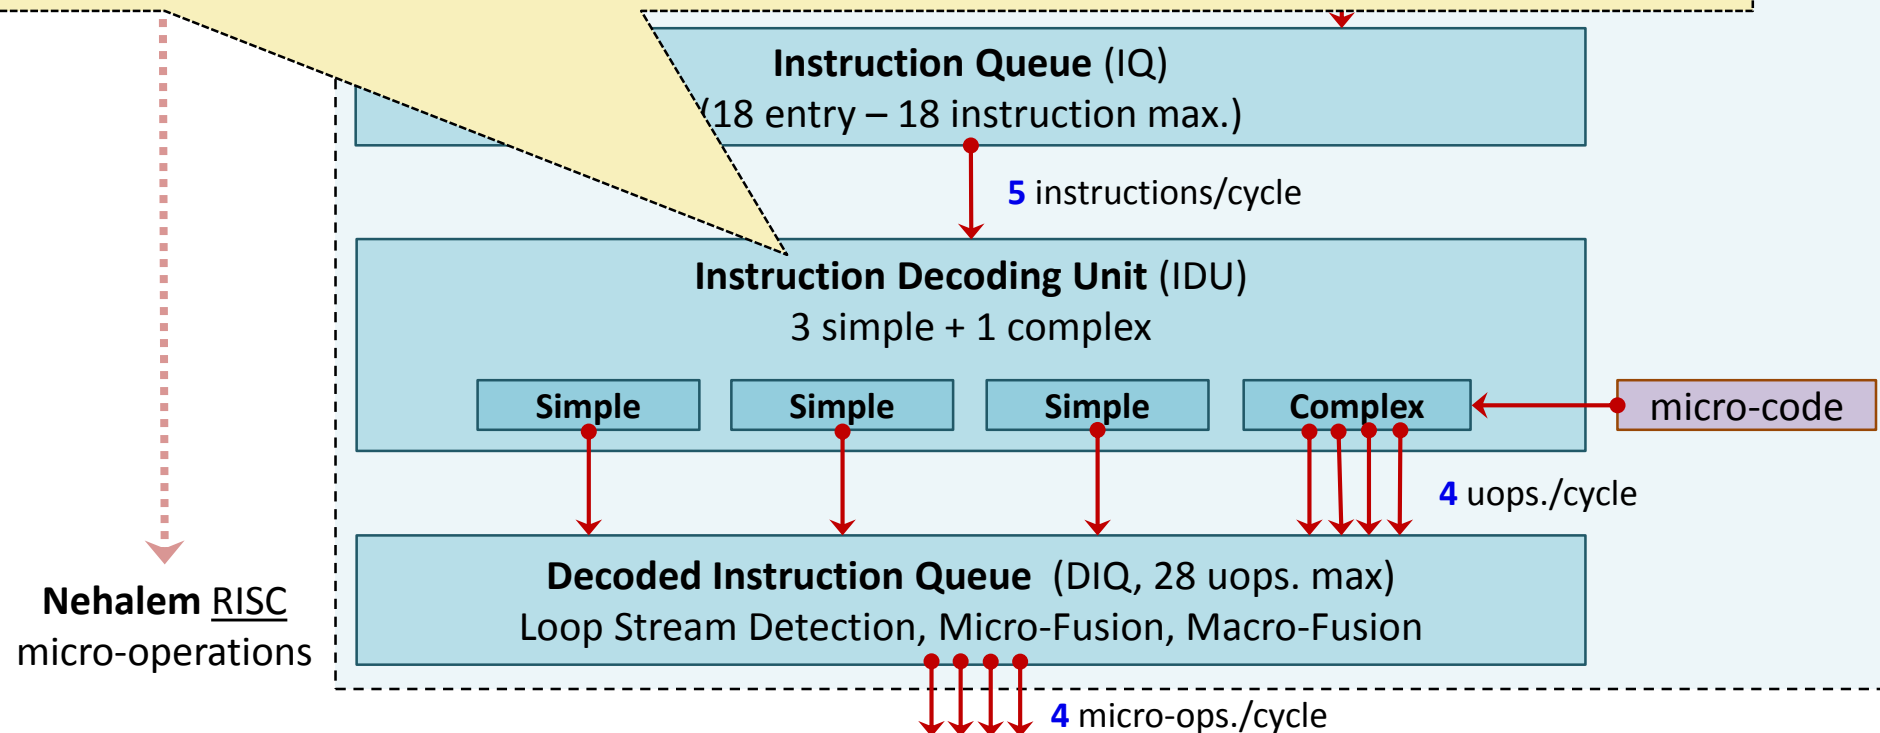 Instruction Queue (IQ)
(18 entry – 18 instruction max.)
5 instructions/cycle
Instruction Decoding Unit (IDU)
3 simple + 1 complex
Simple
Simple
Simple
Complex
micro-code
4 uops./cycle
Decoded Instruction Queue (DIQ, 28 uops. max)
Loop Stream Detection, Micro-Fusion, Macro-Fusion
Nehalem RISC
micro-operations
4 micro-ops./cycle